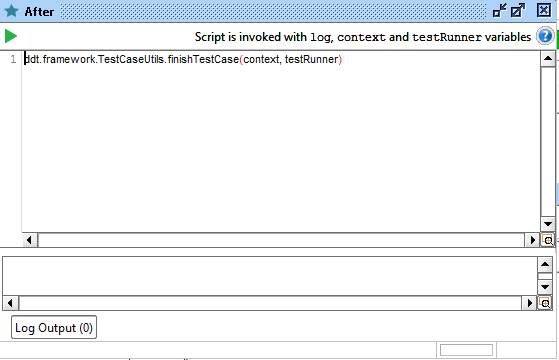 After
Script is invoked with log, context and testRunner variables
1 ddt.framework.TestCaseUtils.finishTestCase(context, testRunner)
Log Output (0)